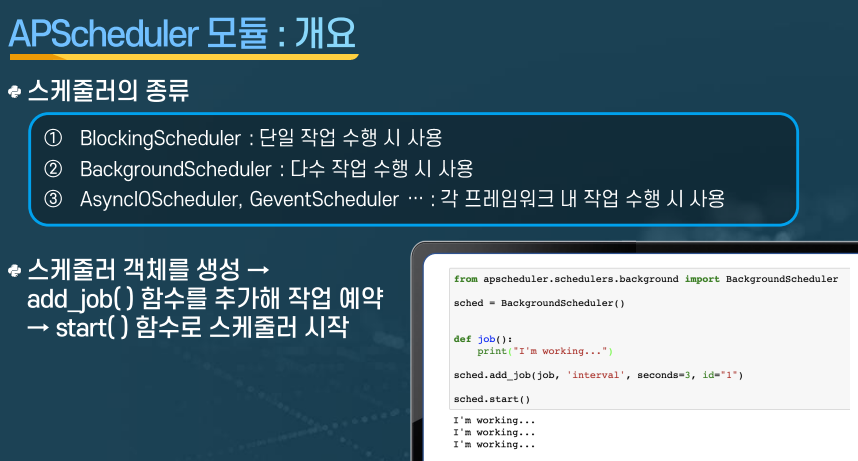 APScheduler 모듈 : 개요
스케줄러의 종류
① BlockingScheduler : 단일 작업 수행 시 사용
② BackgroundScheduler : 다수 작업 수행 시 사용
③ AsyncIOScheduler, GeventScheduler … : 각 프레임워크 내 작업 수행 시 사용
스케줄러 객체를 생성 →
add_job( ) 함수를 추가해 작업 예약
→ start( ) 함수로 스케줄러 시작
from apscheduler.schedulers.background import BackgroundScheduler
sched = BackgroundScheduler()
def job():
    print("I'm working...")
sched.add_job(job, 'interval', seconds=3, id="1")
sched.start()
I'm working...
I'm working...
I'm working...